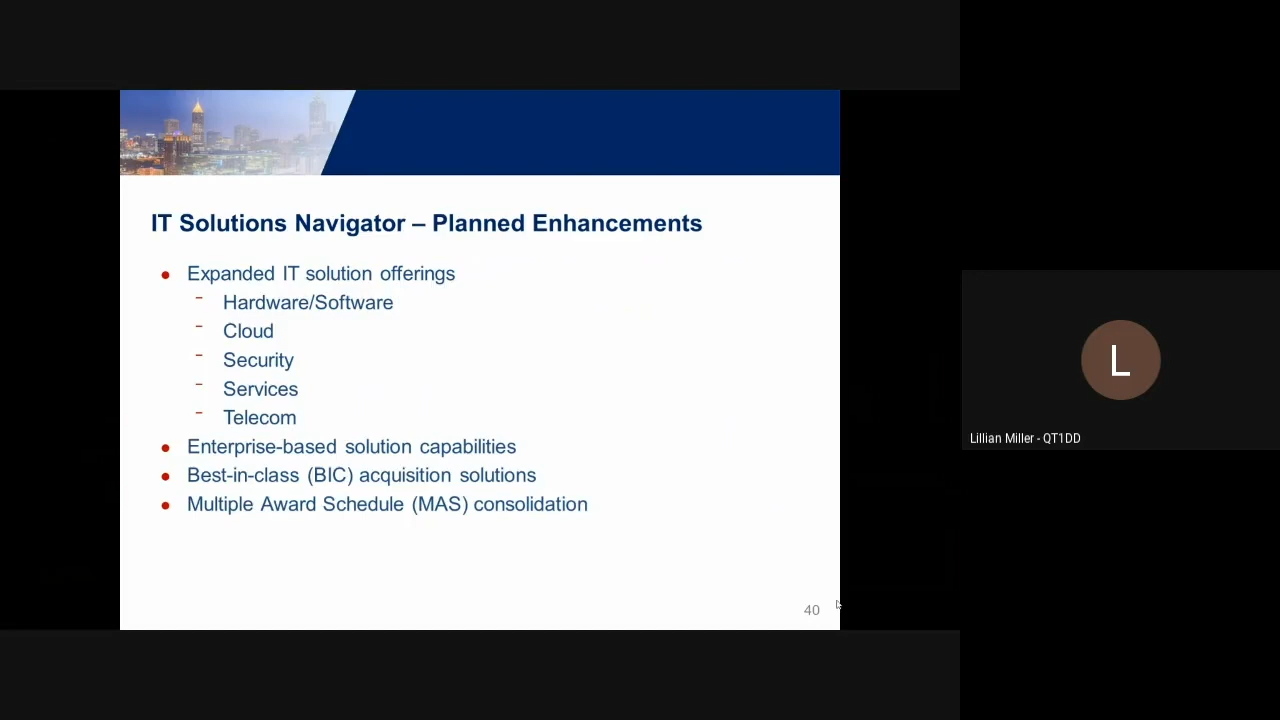 IT Solutions Navigator – Planned Enhancements
● Expanded IT solution offerings
⁻ Hardware/Software
⁻ Cloud
⁻ Security
⁻ Services
⁻ Telecom
● Enterprise-based solution capabilities
● Best-in-class (BIC) acquisition solutions
● Multiple Award Schedule (MAS) consolidation
40
L
Lillian Miller - QT1DD